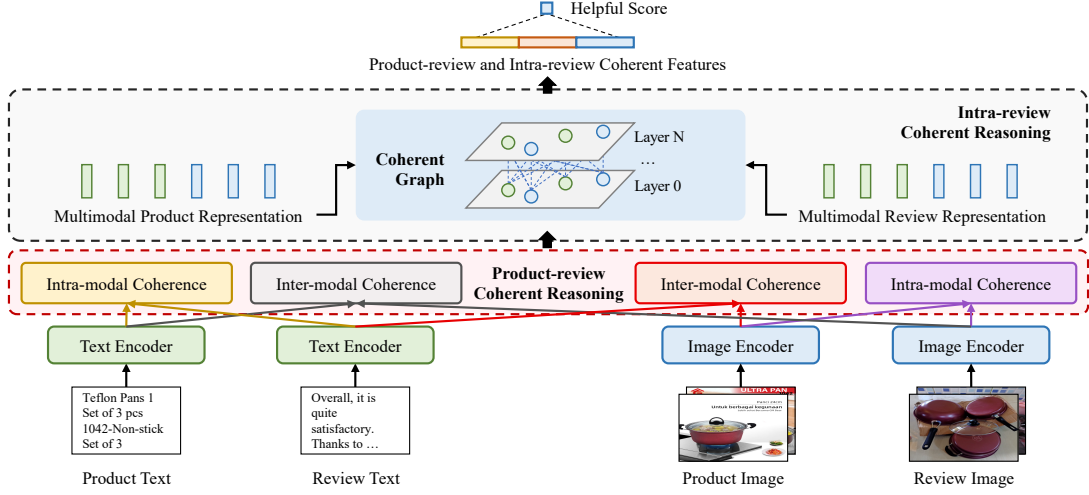 Helpful Score
Product-review and Intra-review Coherent Features
Intra-review
Coherent Reasoning
Coherent
Graph
Layer N
...
Layer 0
Multimodal Product Representation
Multimodal Review Representation
Product-review
Coherent Reasoning
Intra-modal Coherence
Inter-modal Coherence
Inter-modal Coherence
Intra-modal Coherence
Text Encoder
Text Encoder
Image Encoder
Image Encoder
Teflon Pans 1
Set of 3 pcs
1042-Non-stick
Set of 3
Overall, it is
quite
satisfactory.
Thanks to …
ULTRA PAN
Untuk berbagai kegunaan
Product Text
Review Text
Product Image
Review Image